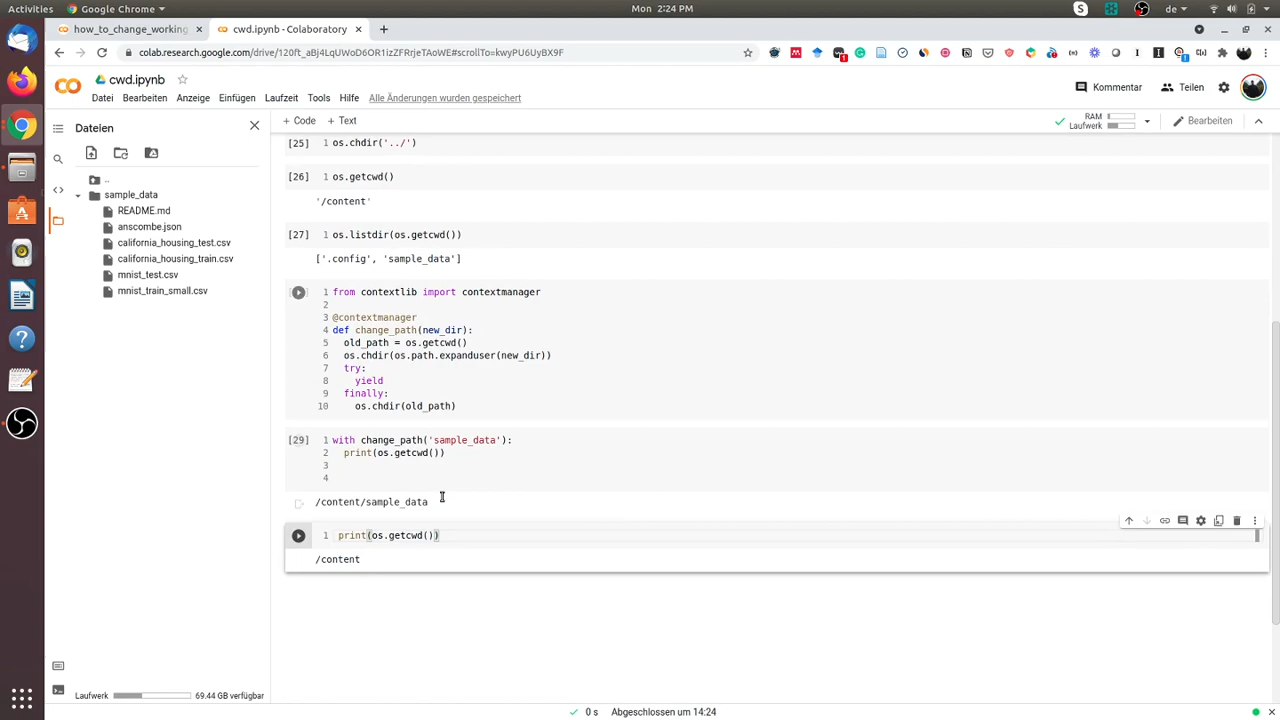 Activities
Google Chrome
Mon 2:24 PM
de
how_to_change_working
cwd.ipynb - Colaboratory
colab.research.google.com/drive/120ft_aBj4LqUWoD6OR1izZFRrjeTAoWE#scrollTo=kwyPU6UyBX9F
cwd.ipynb
Datei Bearbeiten Anzeige Einfügen Laufzeit Tools Hilfe Alle Änderungen wurden gespeichert
Kommentar
Teilen
Dateien
+ Code + Text
RAM
Laufwerk
Bearbeiten
..
sample_data
README.md
anscombe.json
california_housing_test.csv
california_housing_train.csv
mnist_test.csv
mnist_train_small.csv
Laufwerk
69.44 GB verfügbar
[25] 1 os.chdir('../')
[26] 1 os.getcwd()
'/content'
[27] 1 os.listdir(os.getcwd())
['.config', 'sample_data']
1 from contextlib import contextmanager
2
3 @contextmanager
4 def change_path(new_dir):
5 old_path = os.getcwd()
6 os.chdir(os.path.expanduser(new_dir))
7 try:
8 yield
9 finally:
10 os.chdir(old_path)
[29] 1 with change_path('sample_data'):
2 print(os.getcwd())
3
4
/content/sample_data
1 print(os.getcwd())
/content
0 s Abgeschlossen um 14:24